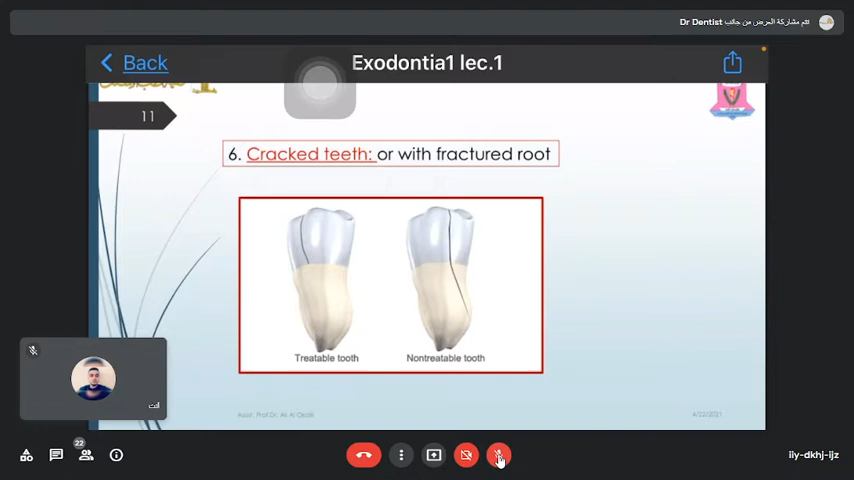 تتم مشاركة العرض من جانب Dr Dentist
Back
Exodontia1 lec.1
11
6. Cracked teeth: or with fractured root
Treatable tooth
Nontreatable tooth
أنت
4/22/2021
22
iiy-dkhj-ijz